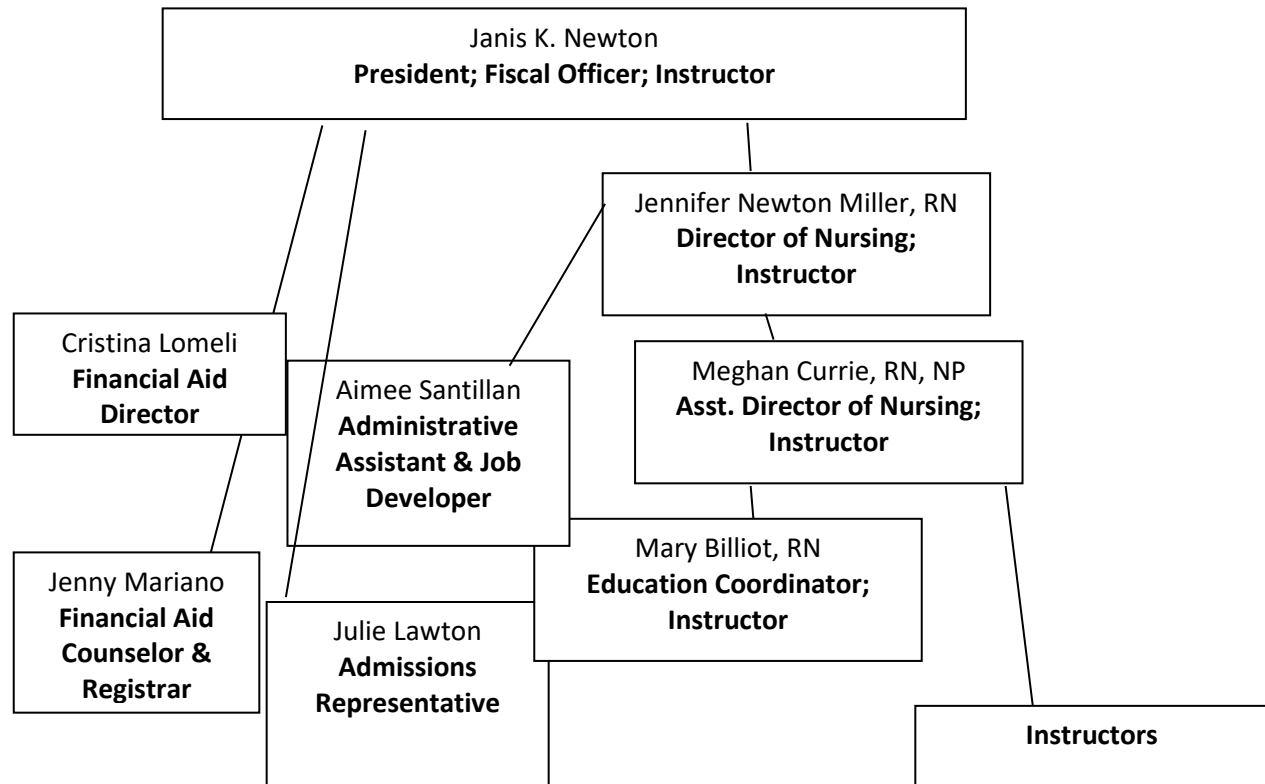 Janis K. Newton
President; Fiscal Officer; Instructor
Jennifer Newton Miller, RN
Director of Nursing;
Instructor
Cristina Lomeli
Financial Aid
Director
Aimee Santillan
Administrative
Assistant & Job
Developer
Meghan Currie, RN, NP
Asst. Director of Nursing;
Instructor
Jenny Mariano
Financial Aid
Counselor &
Registrar
Julie Lawton
Admissions
Representative
Mary Billiot, RN
Education Coordinator;
Instructor
Instructors